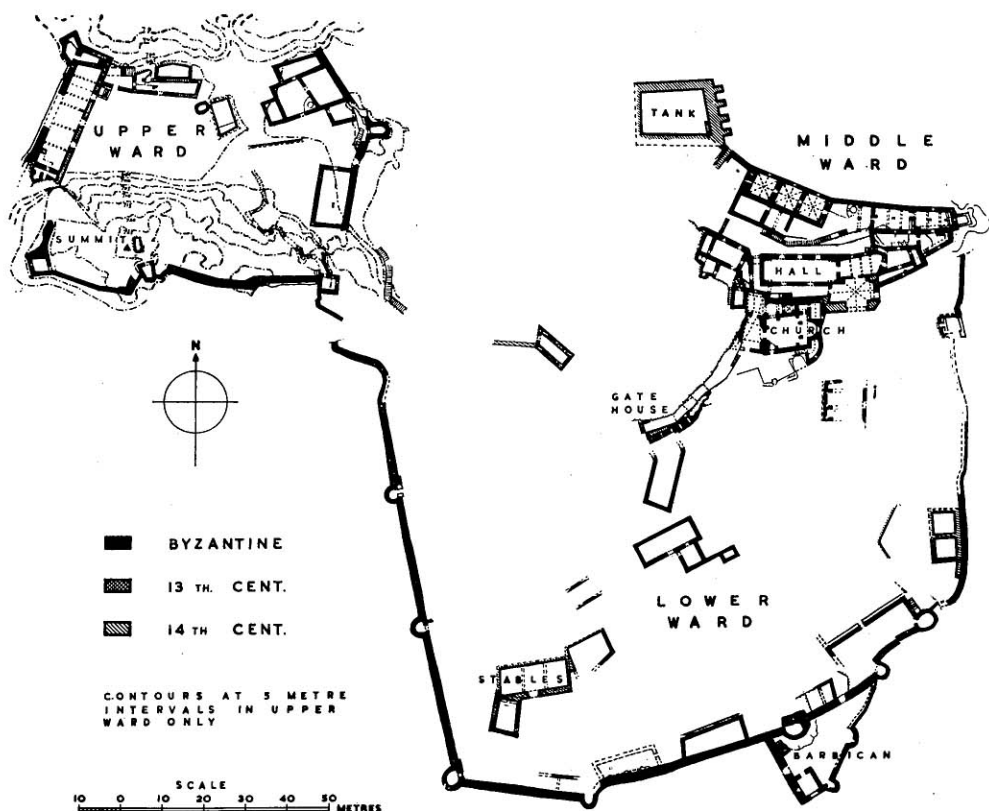 UPPER
WARD
SUMMIT
TANK
MIDDLE
WARD
HALL
CHURCH
N
GATE
HOUSE
BYZANTINE
13 TH. CENT.
14 TH CENT.
LOWER
WARD
STABLES
CONTOURS AT 5 METRE
INTERVALS IN UPPER
WARD ONLY
BARBICAN
SCALE
10 0 10 20 30 40 50 METRES